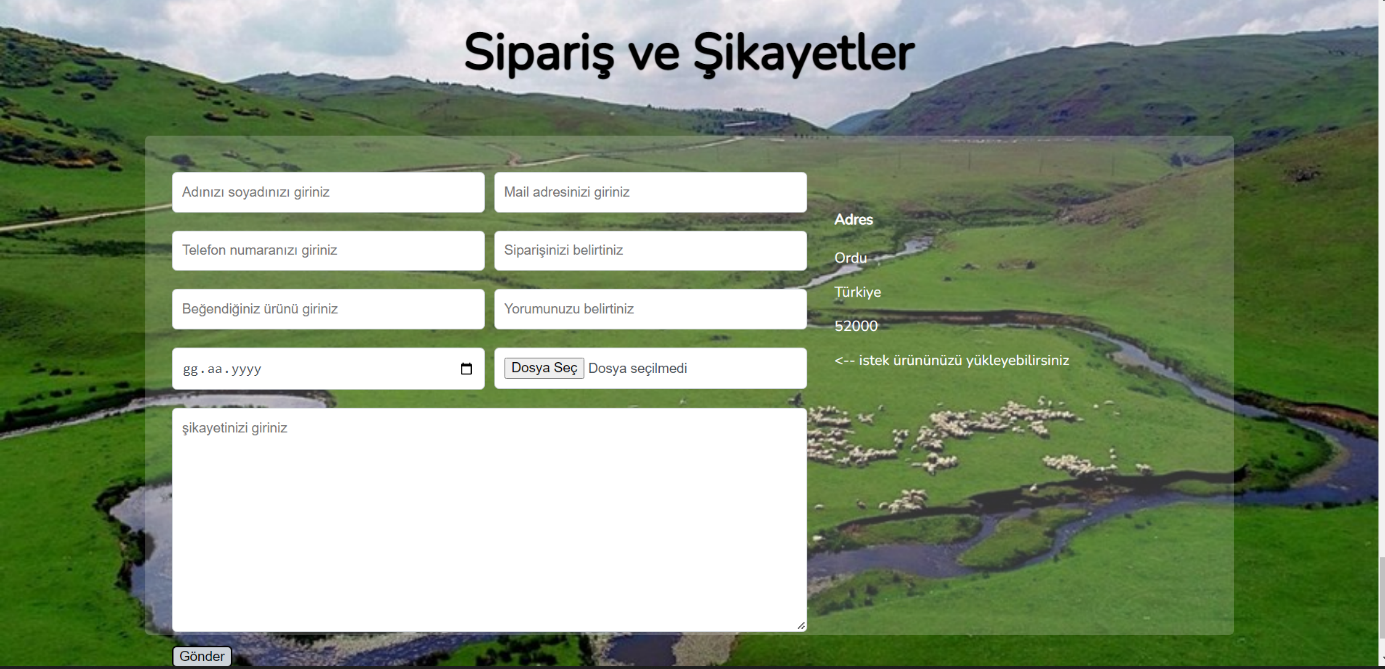 Sipariş ve Şikayetler
Adınızı soyadınızı giriniz
Mail adresinizi giriniz
Telefon numaranızı giriniz
Siparişinizi belirtiniz
Beğendiğiniz ürünü giriniz
Yorumunuzu belirtiniz
gg.aa.yyyy
Dosya Seç Dosya seçilmedi
şikayetinizi giriniz
Gönder
Adres
Ordu
Türkiye
52000
<-- istek ürününüzü yükleyebilirsiniz